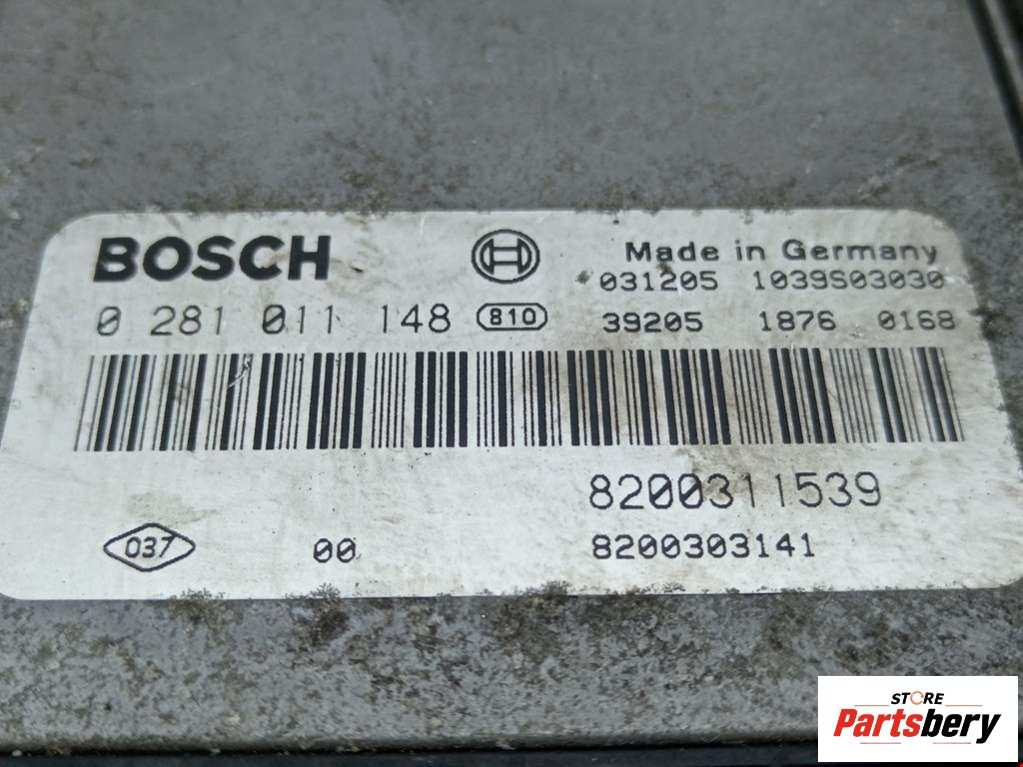 BOSCH
Made in Germany
031205 1039S03030
0 281 011 148 810 39205 1876 0168
8200311539
037 00 8200303141
STORE
Partsbery